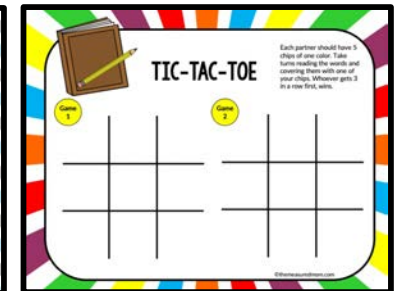 TIC-TAC-TOE
Each partner should have 5
chips of one color. Take
turns reading the words and
covering them with one of
your chips. Whoever gets 3
in a row first, wins.
Game
1
Game
2
©themeasuredmom.com